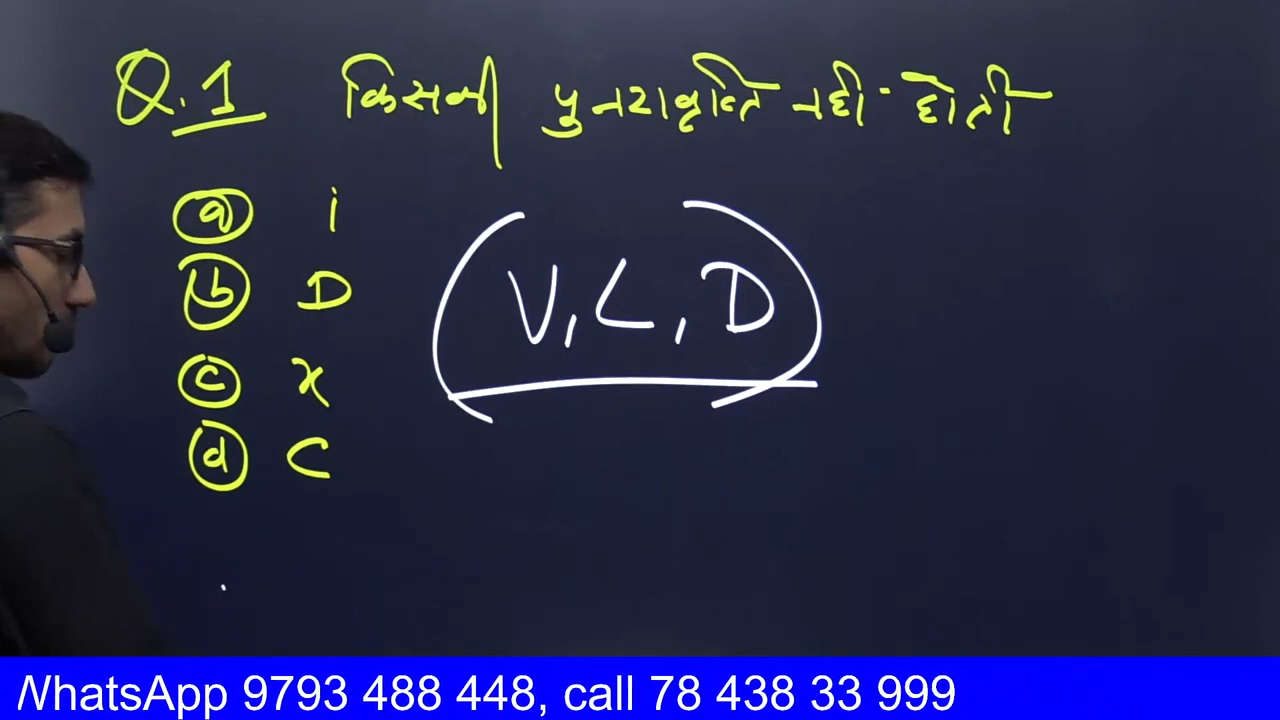 Q.1 किसकी पुनरावृत्ति नही होती
(a) i
(b) D
(c) x
(d) C
(V, L, D)
WhatsApp 9793 488 448, call 78 438 33 999